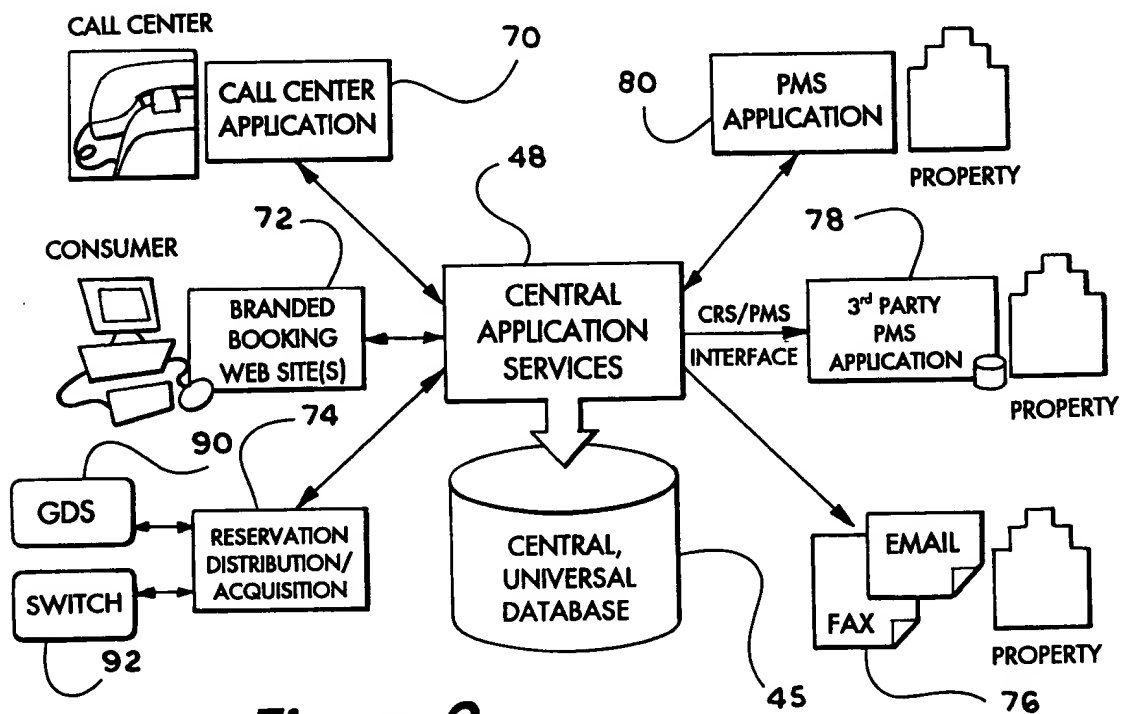 CALL CENTER
CALL CENTER
APPLICATION
70
80
PMS
APPLICATION
PROPERTY
48
CONSUMER
72
BRANDED
BOOKING
WEB SITE(S)
CENTRAL
APPLICATION
SERVICES
CRS/PMS
INTERFACE
78
3rd PARTY
PMS
APPLICATION
PROPERTY
74
90
GDS
RESERVATION
DISTRIBUTION/
ACQUISITION
SWITCH
92
CENTRAL,
UNIVERSAL
DATABASE
45
EMAIL
FAX
76
PROPERTY